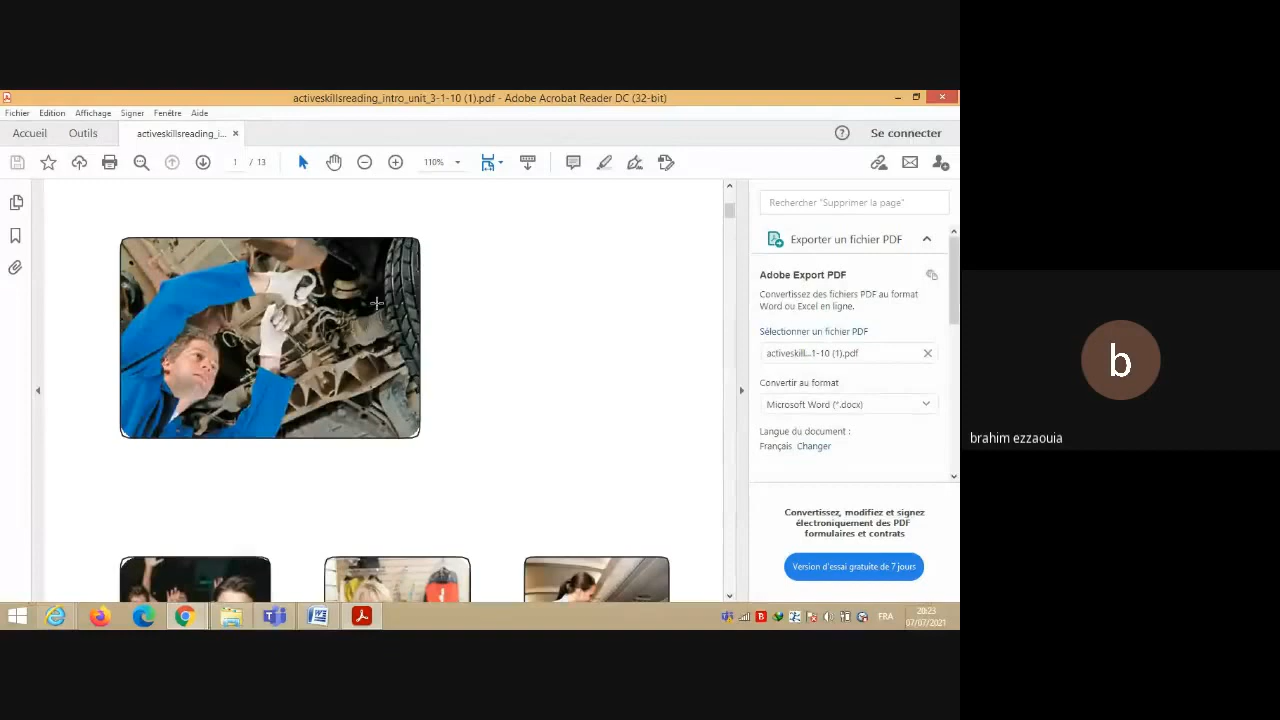 activeskillsreading_intro_unit_3-1-10 (1).pdf - Adobe Acrobat Reader DC (32-bit)
Fichier Edition Affichage Signer Fenêtre Aide
Accueil Outils activeskillsreading_i... × ? Se connecter
1 / 13 110%
Rechercher "Supprimer la page"
Exporter un fichier PDF
Adobe Export PDF
Convertissez des fichiers PDF au format
Word ou Excel en ligne.
Sélectionner un fichier PDF
activeskill...1-10 (1).pdf
Convertir au format
Microsoft Word (*.docx)
Langue du document :
Français Changer
Convertissez, modifiez et signez
électroniquement des PDF
formulaires et contrats
Version d'essai gratuite de 7 jours
b
brahim ezzaouia
FRA
20:23
07/07/2021